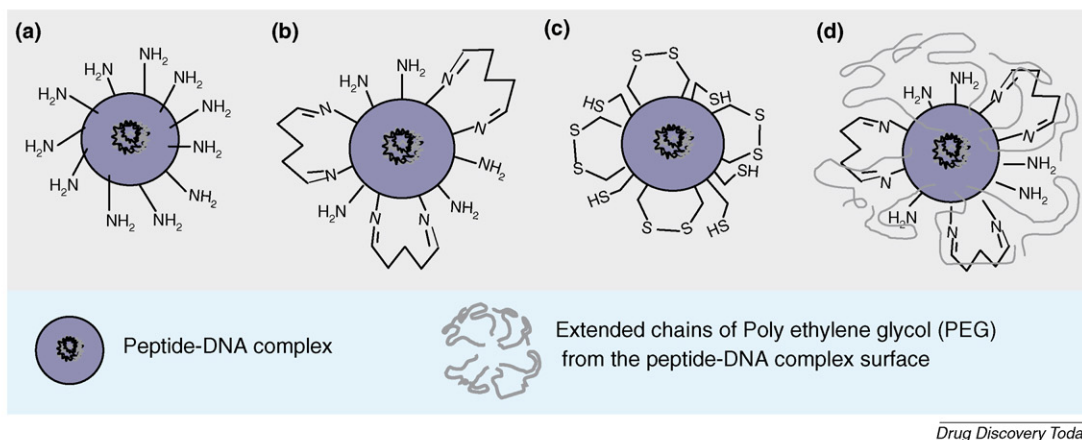 (a)
NH₂
H₂N
NH₂
NH₂
H₂N
NH₂
H₂N
NH₂
H₂N
NH₂
NH₂
(b)
NH₂
H₂N
N
N
N
N
NH₂
H₂N
NH₂
N
N
(c)
S
S
HS
SH
S
S
S
S
SH
HS
S
S
HS
(d)
NH₂
H₂N
N
N
N
N
NH₂
NH₂
H₂N
N
N
Peptide-DNA complex
Extended chains of Poly ethylene glycol (PEG)
from the peptide-DNA complex surface
Drug Discovery Toda